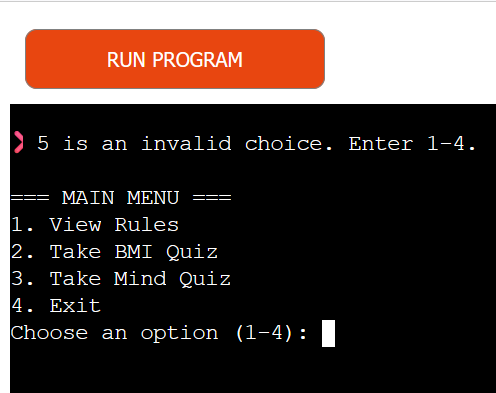 RUN PROGRAM
❌ 5 is an invalid choice. Enter 1-4.
=== MAIN MENU ===
1. View Rules
2. Take BMI Quiz
3. Take Mind Quiz
4. Exit
Choose an option (1-4):